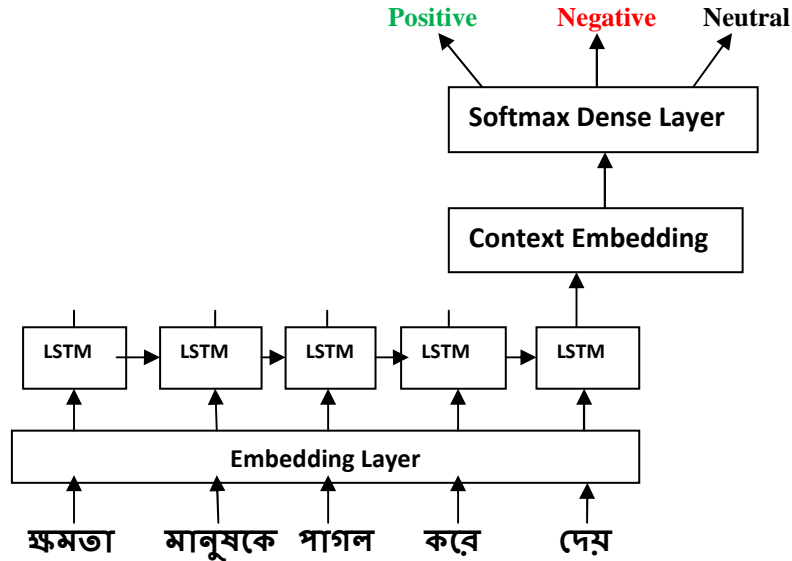 Positive Negative Neutral
Softmax Dense Layer
Context Embedding
LSTM LSTM LSTM LSTM LSTM
Embedding Layer
ক্ষমতা মানুষকে পাগল করে দেয়